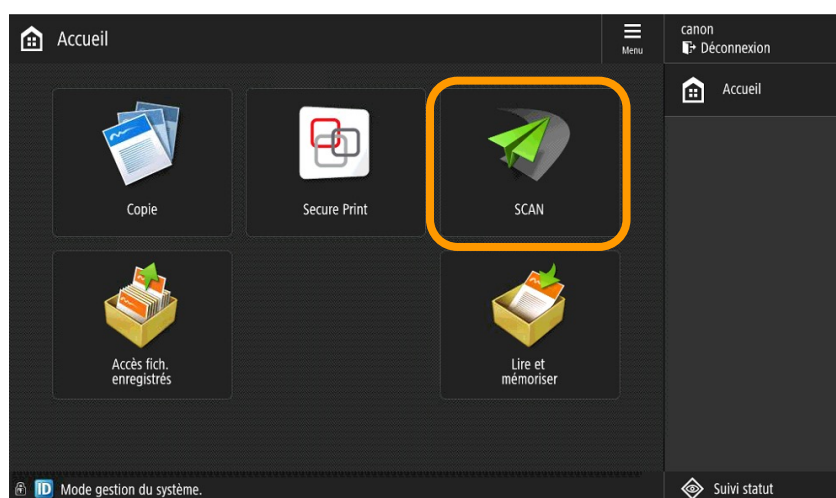 Accueil
Menu
canon
Déconnexion
Accueil
Copie
Secure Print
SCAN
Accès fich.
enregistrés
Lire et
mémoriser
ID Mode gestion du système.
Suivi statut